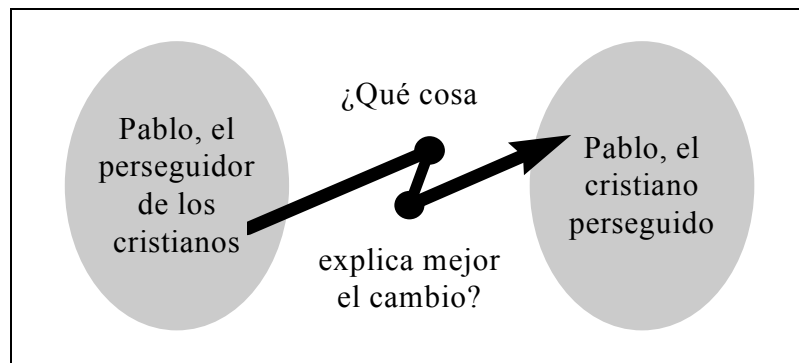 Pablo, el
perseguidor
de los
cristianos
¿Qué cosa
explica mejor
el cambio?
Pablo, el
cristiano
perseguido